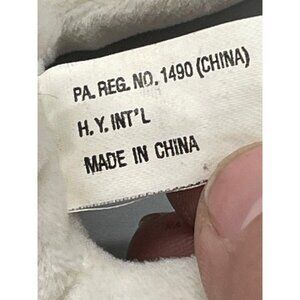 PA. REG. NO. 1490 (CHINA)
H. Y. INT'L
MADE IN CHINA